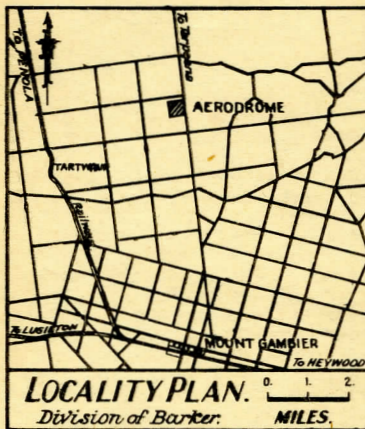 To PENOLA
To Tarpeena
AERODROME
TARTWAUP
Railway
To LUSIETON
MOUNT GAMBIER
To HEYWOOD
LOCALITY PLAN.
Division of Barker.
0. 1. 2.
MILES.